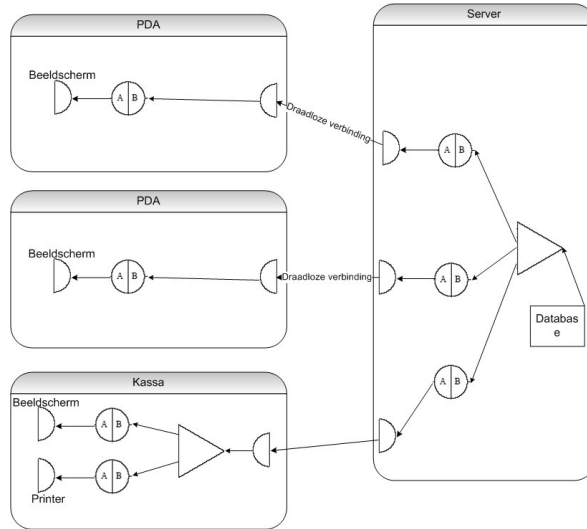 PDA
Beeldscherm
A B
Draadloze verbinding
Server
A B
PDA
Beeldscherm
A B
Draadloze verbinding
A B
Databas
e
Kassa
Beeldscherm
A B
A B
Printer
A B